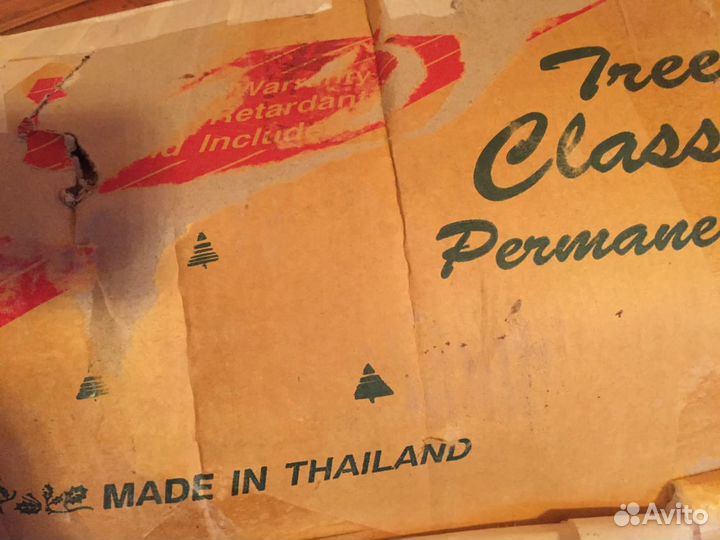 Warranty
Retardant
Include
Tree
Class
Permane
MADE IN THAILAND
Avito